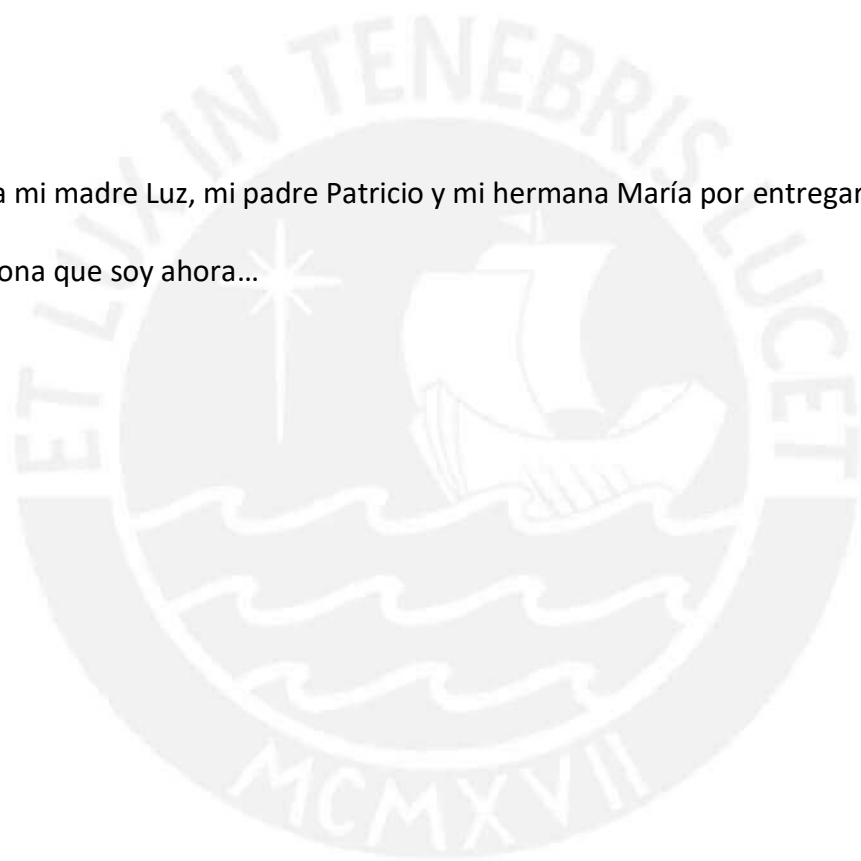 ET LUX IN TENEBRIS LUCET
a mi madre Luz, mi padre Patricio y mi hermana María por entregar
ona que soy ahora…
MCMXVII